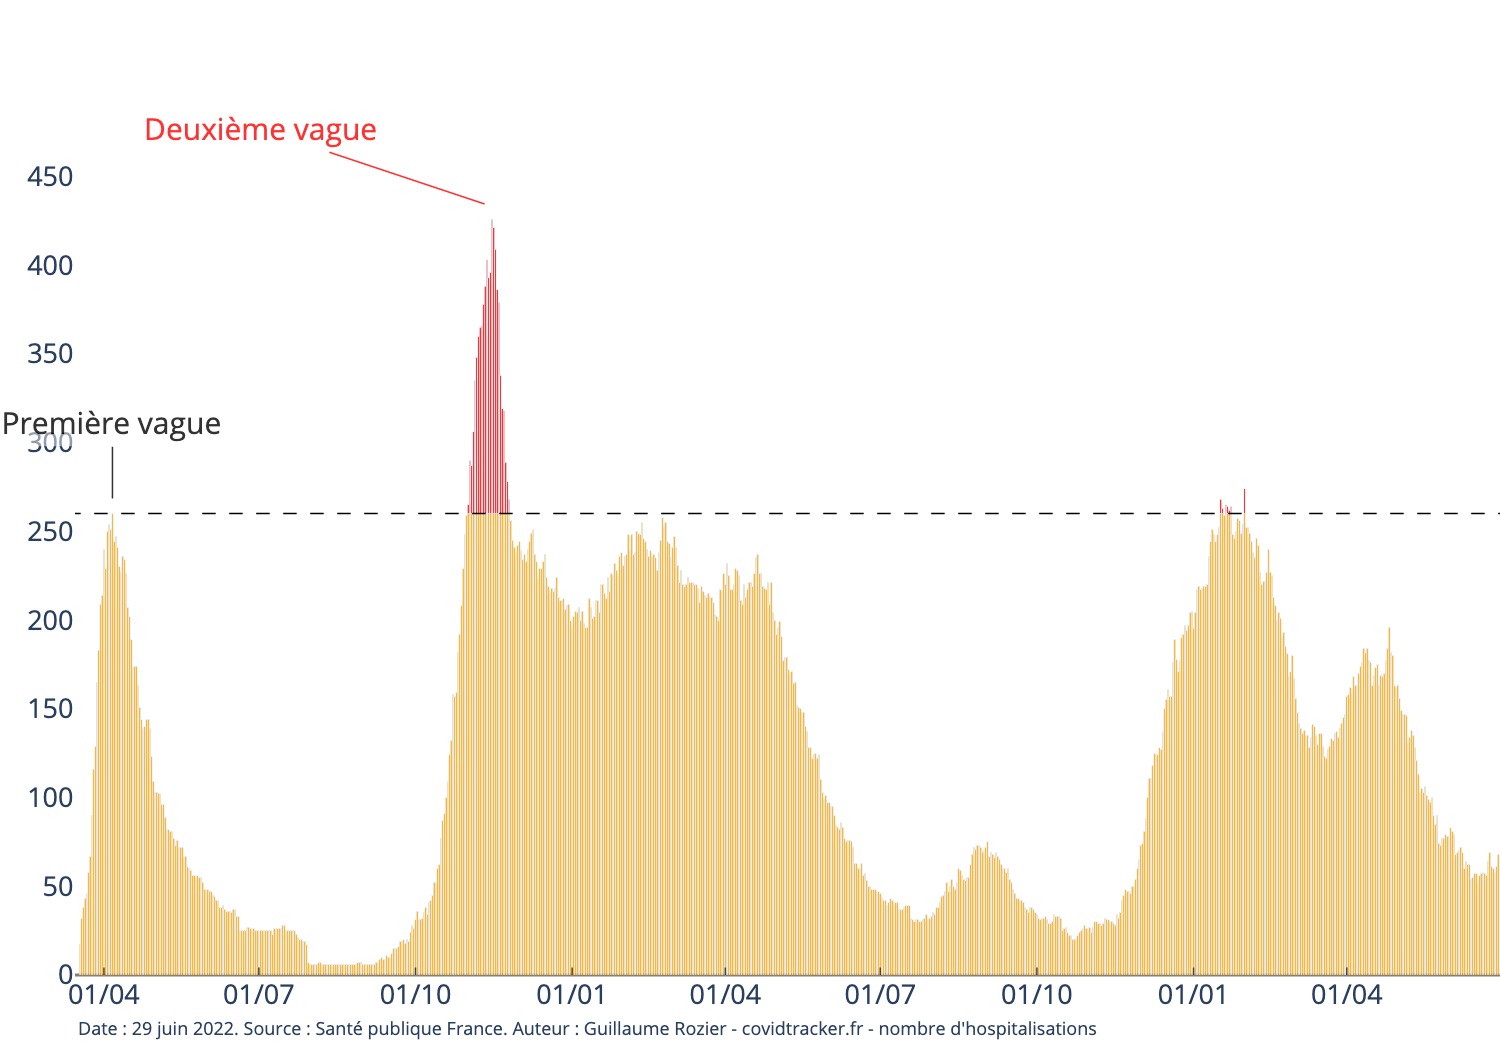 Deuxième vague
450
400
350
Première vague
300
250
200
150
100
50
0
01/04 01/07 01/10 01/01 01/04 01/07 01/10 01/01 01/04
Date : 29 juin 2022. Source : Santé publique France. Auteur : Guillaume Rozier - covidtracker.fr - nombre d'hospitalisations